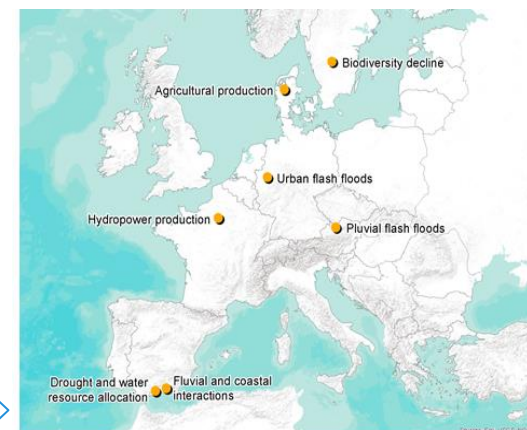 Biodiversity decline
Agricultural production
Urban flash floods
Hydropower production
Pluvial flash floods
Drought and water
resource allocation
Fluvial and coastal
interactions